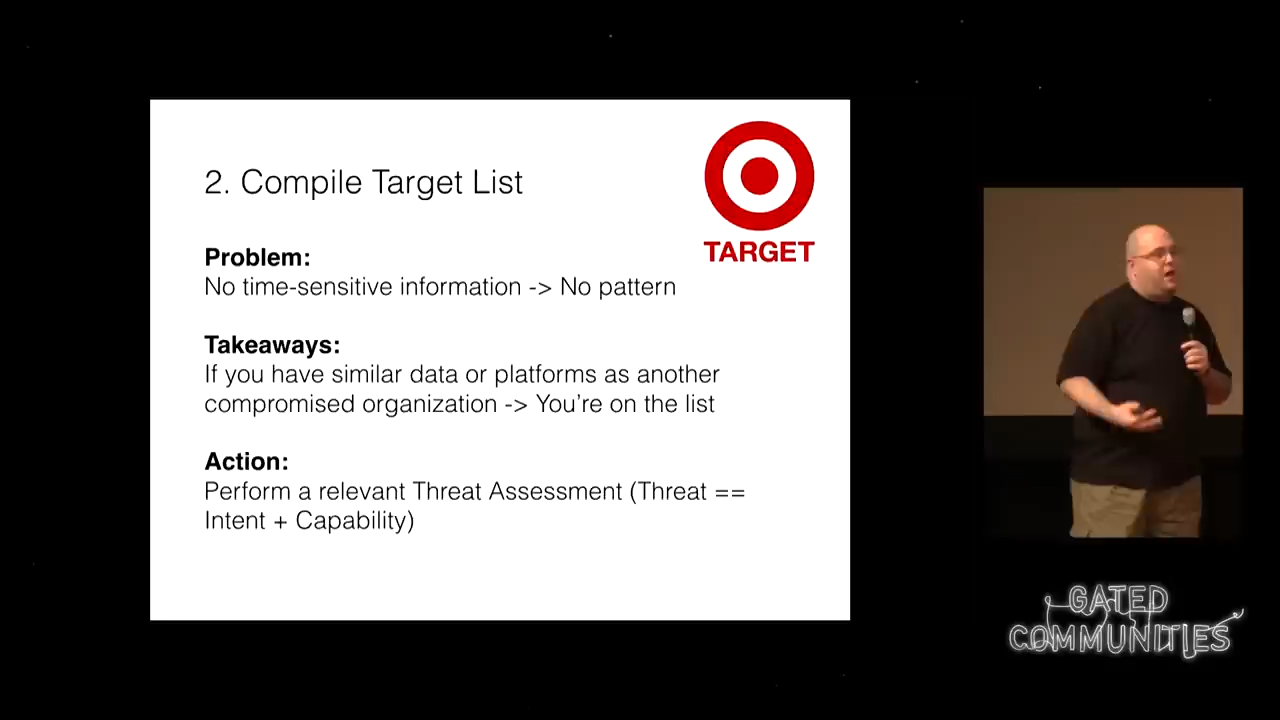 2. Compile Target List
TARGET
Problem:
No time-sensitive information -> No pattern
Takeaways:
If you have similar data or platforms as another
compromised organization -> You’re on the list
Action:
Perform a relevant Threat Assessment (Threat ==
Intent + Capability)
GATED
COMMUNITIES